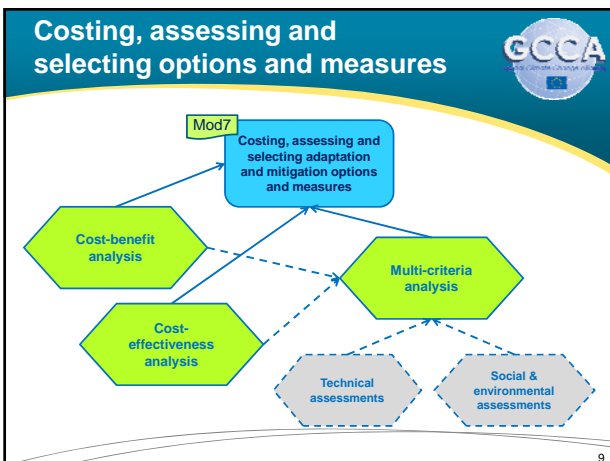 Costing, assessing and
selecting options and measures
GCCA
Mod7
Costing, assessing and
selecting adaptation
and mitigation options
and measures
Cost-benefit
analysis
Multi-criteria
analysis
Cost-
effectiveness
analysis
Technical
assessments
Social &
environmental
assessments
9